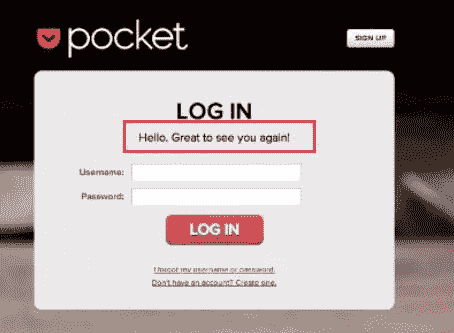 pocket
SIGN UP
LOG IN
Hello, Great to see you again!
Username:
Password:
LOG IN
I forgot my username or password.
Don't have an account? Create one.